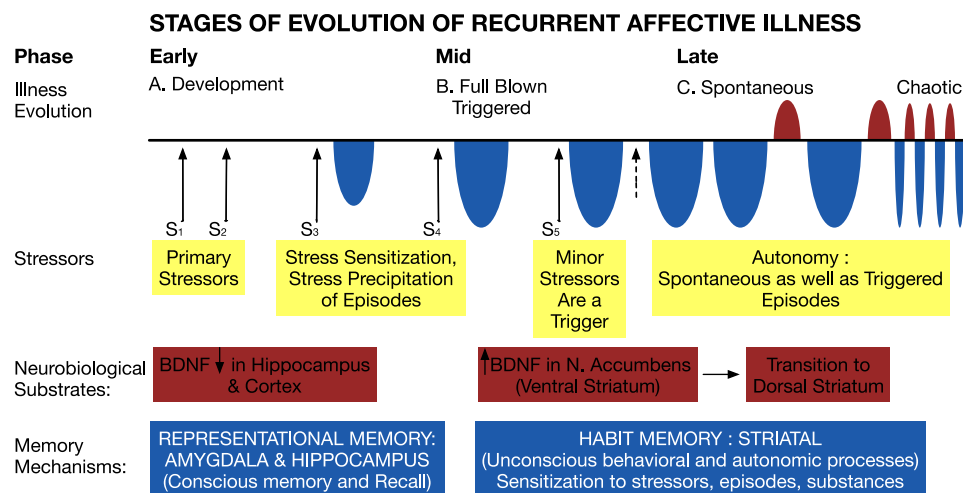 STAGES OF EVOLUTION OF RECURRENT AFFECTIVE ILLNESS
Phase
Early
Mid
Late
Illness
Evolution
A. Development
B. Full Blown
Triggered
C. Spontaneous
Chaotic
S1
S2
S3
S4
S5
Stressors
Primary
Stressors
Stress Sensitization,
Stress Precipitation
of Episodes
Minor
Stressors
Are a
Trigger
Autonomy :
Spontaneous as well as Triggered
Episodes
Neurobiological
Substrates:
BDNF ↓ in Hippocampus
& Cortex
↑BDNF in N. Accumbens
(Ventral Striatum)
Transition to
Dorsal Striatum
Memory
Mechanisms:
REPRESENTATIONAL MEMORY:
AMYGDALA & HIPPOCAMPUS
(Conscious memory and Recall)
HABIT MEMORY : STRIATAL
(Unconscious behavioral and autonomic processes)
Sensitization to stressors, episodes, substances